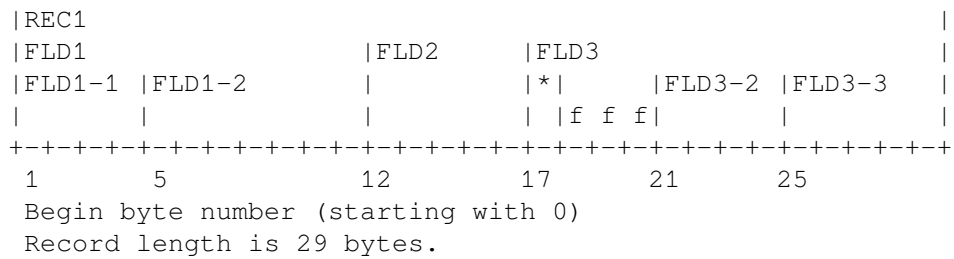 |REC1                                                     |
|FLD1                 |FLD2     |FLD3                     |
|FLD1-1 |FLD1-2       |         |*|     |FLD3-2 |FLD3-3   |
|       |             |         | |f f f|       |         |
+-+-+-+-+-+-+-+-+-+-+-+-+-+-+-+-+-+-+-+-+-+-+-+-+-+-+-+-+-+
1 5 12 17 21 25
Begin byte number (starting with 0)
Record length is 29 bytes.